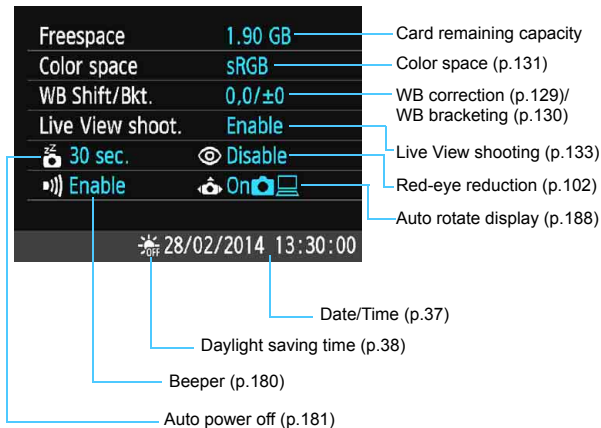 Freespace 1.90 GB Card remaining capacity
Color space sRGB Color space (p.131)
WB Shift/Bkt. 0,0/±0 WB correction (p.129)/
WB bracketing (p.130)
Live View shoot. Enable Live View shooting (p.133)
zZ 30 sec. Disable Red-eye reduction (p.102)
Enable On Auto rotate display (p.188)
OFF 28/02/2014 13:30:00
Date/Time (p.37)
Daylight saving time (p.38)
Beeper (p.180)
Auto power off (p.181)